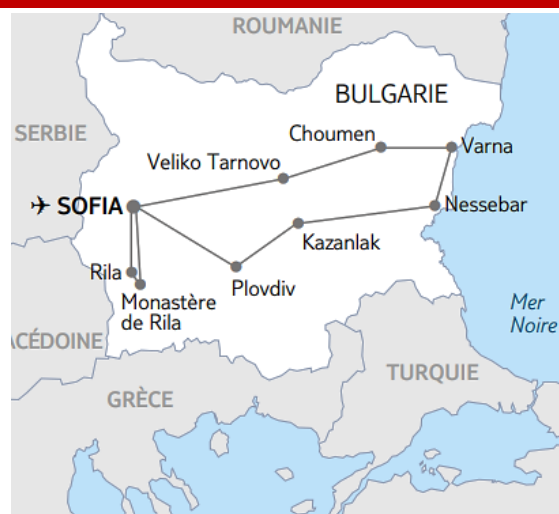 ROUMANIE
BULGARIE
SERBIE
Choumen
Varna
Veliko Tarnovo
SOFIA
Nessebar
Kazanlak
Rila
Plovdiv
Monastère
de Rila
Mer
Noire
ACÉDOINE
TURQUIE
GRÈCE